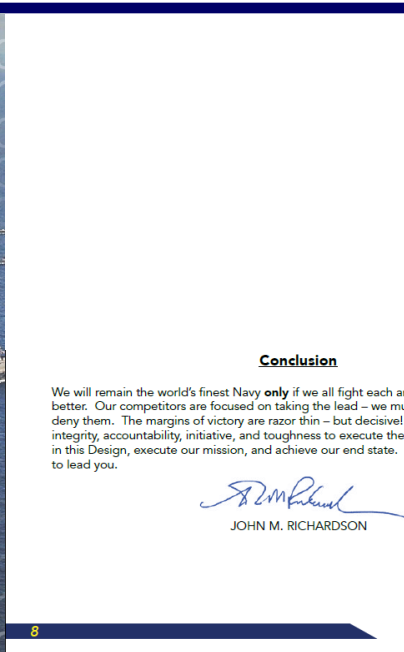 Conclusion
We will remain the world's finest Navy only if we all fight each
better. Our competitors are focused on taking the lead – we
deny them. The margins of victory are razor thin – but decisive!
integrity, accountability, initiative, and toughness to execute the
in this Design, execute our mission, and achieve our end state.
to lead you.
JOHN M. RICHARDSON
8